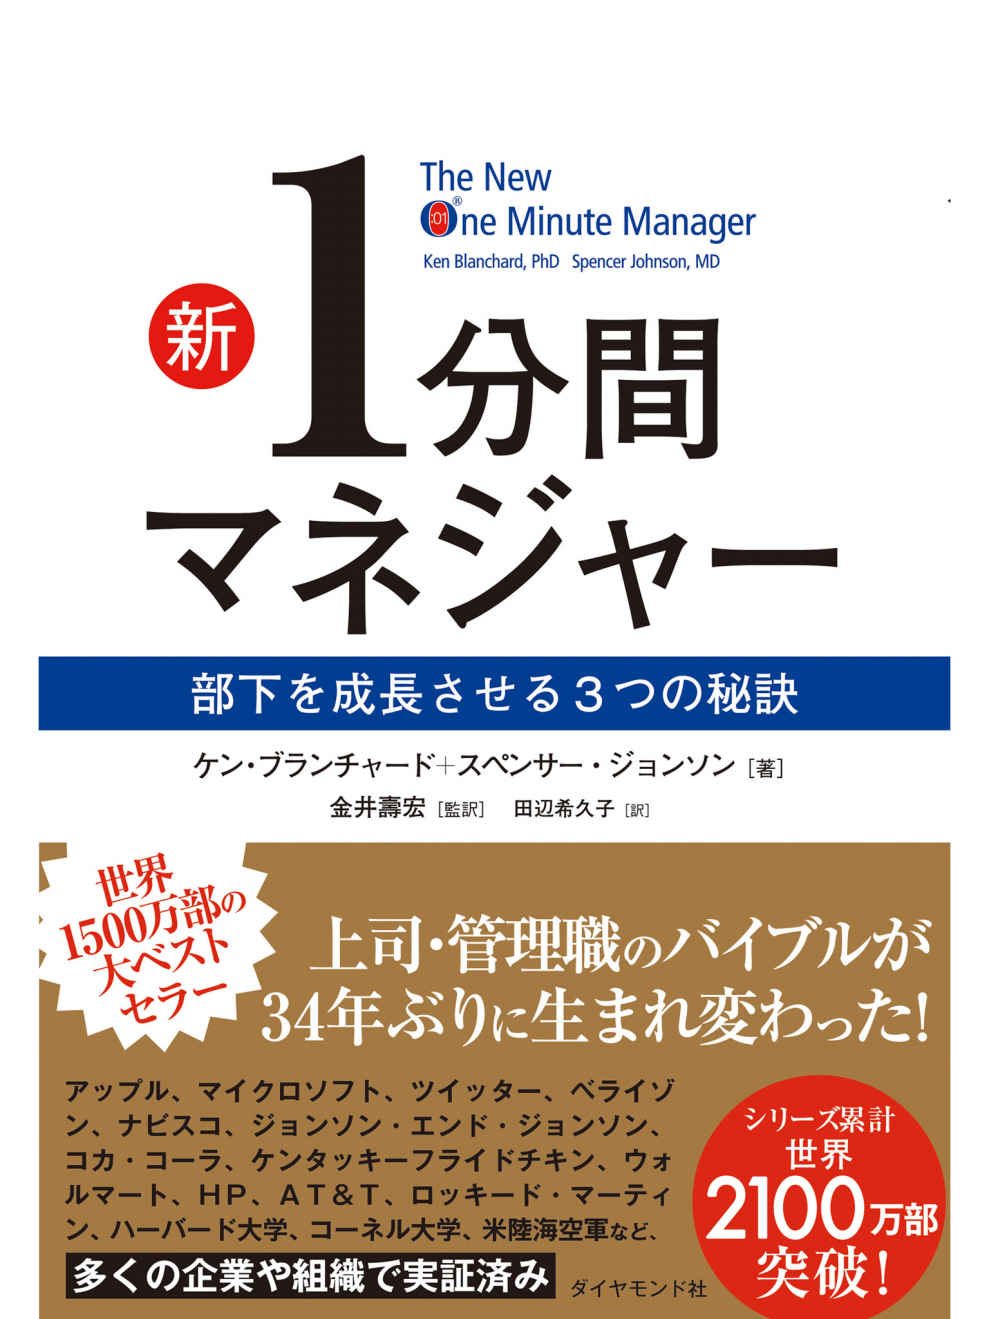 The New
:01 One Minute Manager®
Ken Blanchard, PhD Spencer Johnson, MD
新
1分間
マネジャー
部下を成長させる3つの秘訣
ケン・ブランチャード+スペンサー・ジョンソン [著]
金井壽宏 [監訳] 田辺希久子 [訳]
世界
1500万部の
大ベスト
セラー
上司・管理職のバイブルが
34年ぶりに生まれ変わった!
アップル、マイクロソフト、ツイッター、ベライゾ
ン、ナビスコ、ジョンソン・エンド・ジョンソン、
コカ・コーラ、ケンタッキーフライドチキン、ウォ
ルマート、HP、AT&T、ロッキード・マーティ
ン、ハーバード大学、コーネル大学、米陸海空軍など、
多くの企業や組織で実証済み
ダイヤモンド社
シリーズ累計
世界
2100万部
突破!